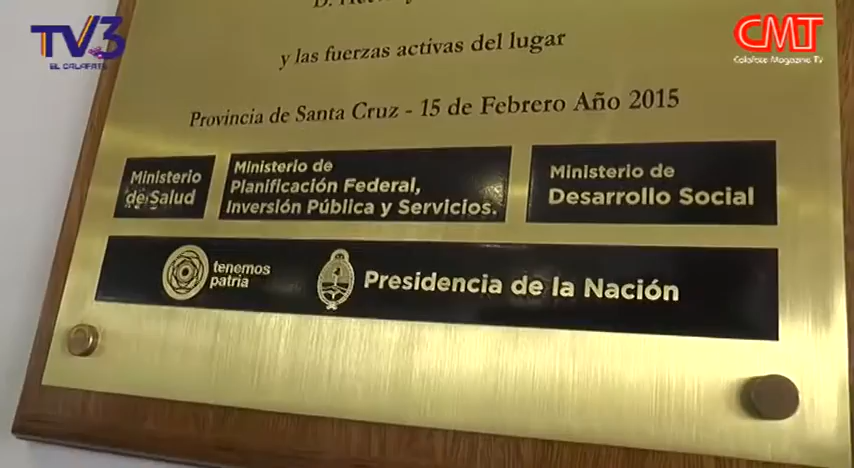 TV3
EL CALAFATE
CMT
Calafate Magazine TV
y las fuerzas activas del lugar
Provincia de Santa Cruz - 15 de Febrero Año 2015
Ministerio
de Salud
Ministerio de
Planificación Federal,
Inversión Pública y Servicios.
Ministerio de
Desarrollo Social
tenemos
patria
Presidencia de la Nación